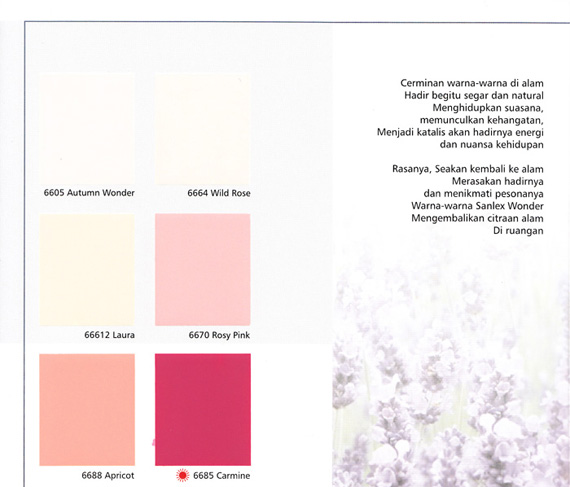 6605 Autumn Wonder
6664 Wild Rose
66612 Laura
6670 Rosy Pink
6688 Apricot
6685 Carmine
Cerminan warna-warna di alam
Hadir begitu segar dan natural
Menghidupkan suasana,
memunculkan kehangatan,
Menjadi katalis akan hadirnya energi
dan nuansa kehidupan
Rasanya, Seakan kembali ke alam
Merasakan hadirnya
dan menikmati pesonanya
Warna-warna Sanlex Wonder
Mengembalikan citraan alam
Di ruangan